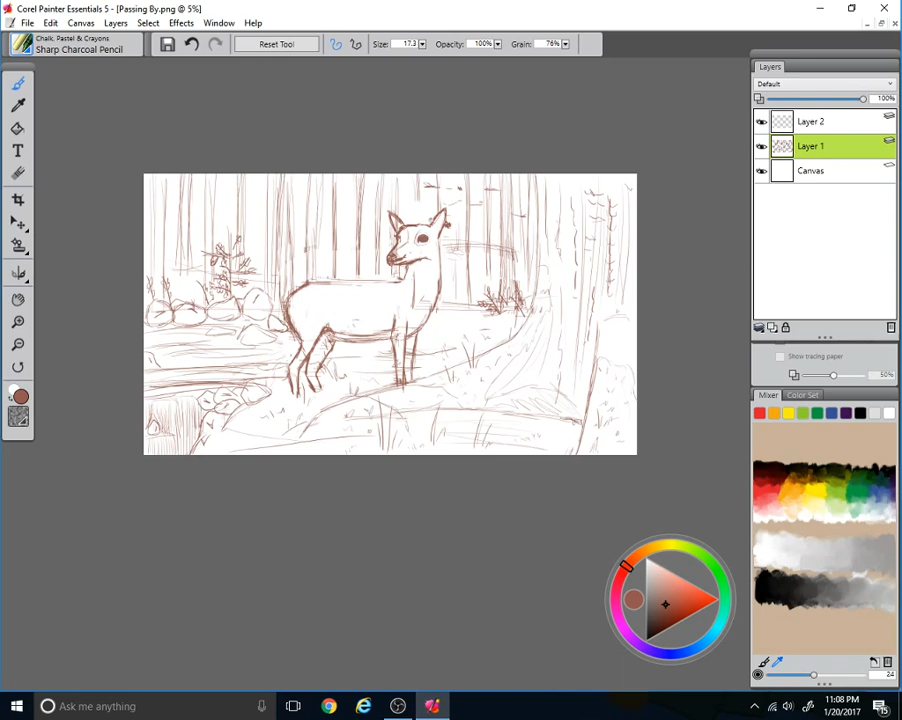 Corel Painter Essentials 5 - [Passing By.png @ 5%]
File Edit Canvas Layers Select Effects Window Help
Chalk, Pastel & Crayons
Sharp Charcoal Pencil
Reset Tool
Size: 17.3
Opacity: 100%
Grain: 76%
Layers
Default
100%
Layer 2
Layer 1
Canvas
Show tracing paper
50%
Mixer Color Set
24
Ask me anything
11:08 PM
1/20/2017
15